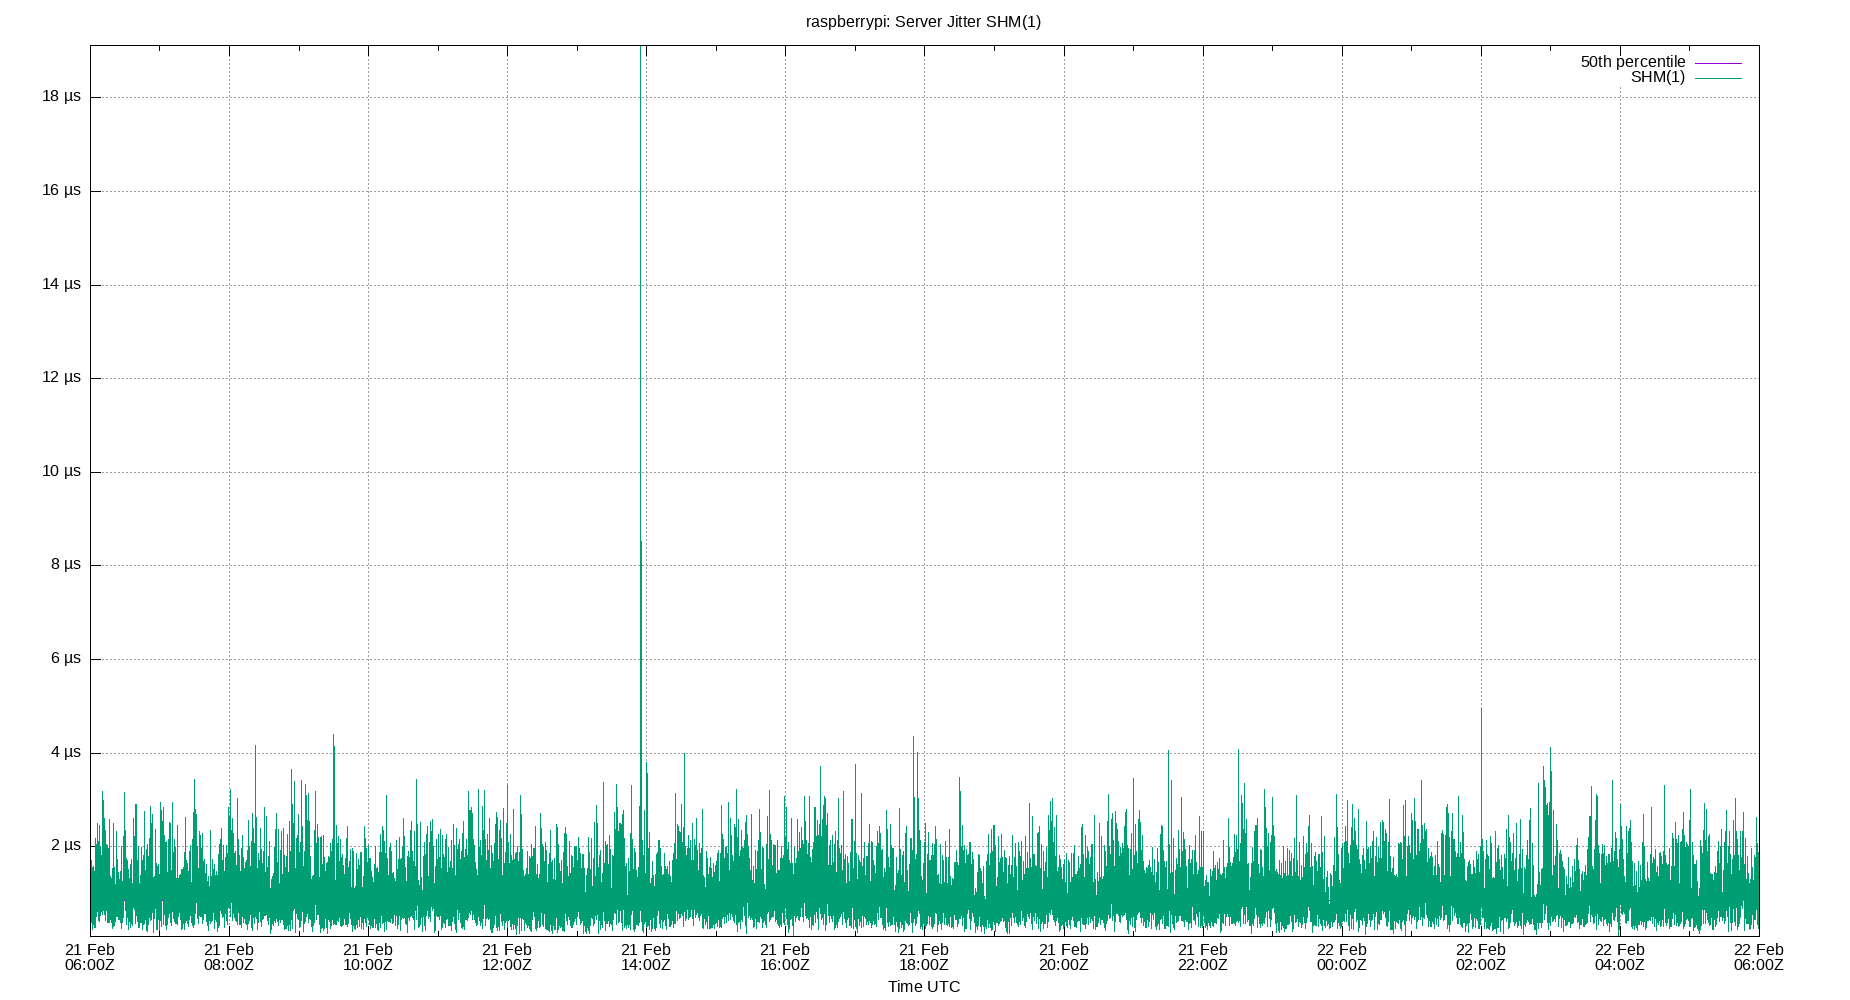 raspberrypi: Server Jitter SHM(1)
50th percentile
SHM(1)
18 µs
16 µs
14 µs
12 µs
10 µs
8 µs
6 µs
4 µs
2 µs
21 Feb 21 Feb 21 Feb 21 Feb 21 Feb 21 Feb 21 Feb 21 Feb 21 Feb 22 Feb 22 Feb 22 Feb 22 Feb
06:00Z 08:00Z 10:00Z 12:00Z 14:00Z 16:00Z 18:00Z 20:00Z 22:00Z 00:00Z 02:00Z 04:00Z 06:00Z
Time UTC